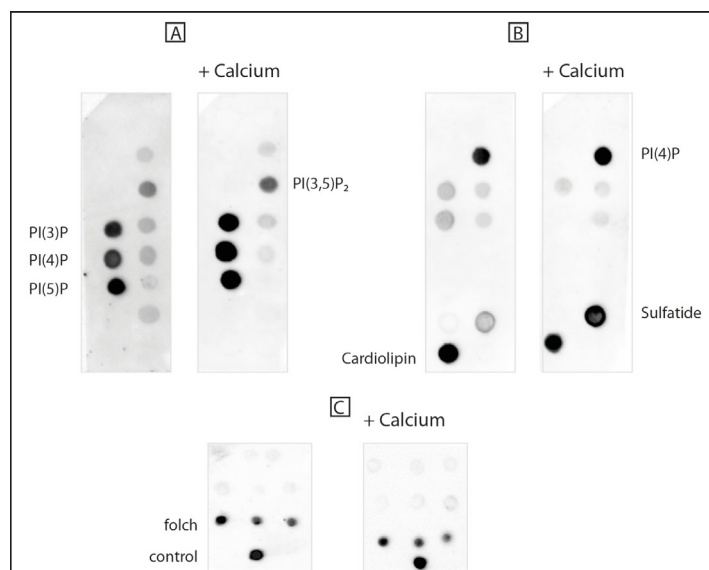 A
B
+ Calcium
+ Calcium
PI(4)P
PI(3,5)P₂
PI(3)P
PI(4)P
PI(5)P
Sulfatide
Cardiolipin
C
+ Calcium
folch
control